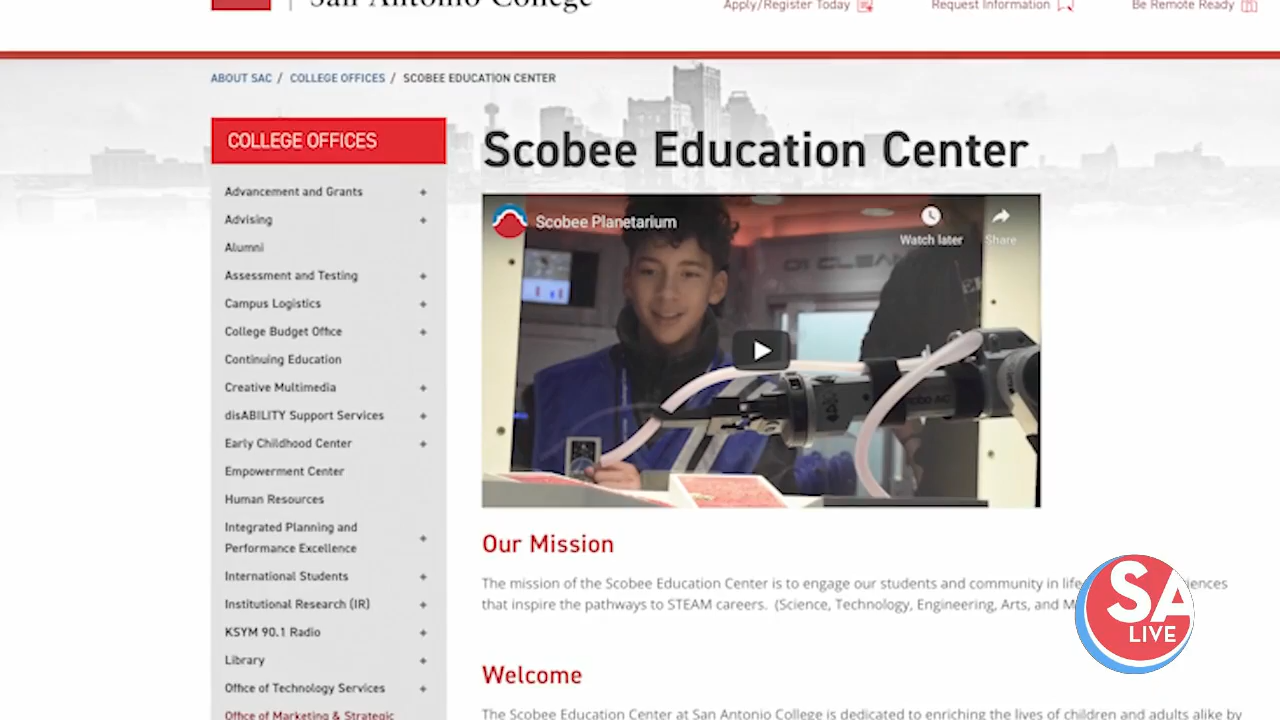 San Antonio College
Apply/Register Today
Request Information
Be Remote Ready
ABOUT SAC / COLLEGE OFFICES / SCOBEE EDUCATION CENTER
COLLEGE OFFICES
Advancement and Grants +
Advising +
Alumni
Assessment and Testing +
Campus Logistics +
College Budget Office +
Continuing Education
Creative Multimedia +
disABILITY Support Services +
Early Childhood Center +
Empowerment Center
Human Resources
Integrated Planning and
Performance Excellence +
International Students +
Institutional Research (IR) +
KSYM 90.1 Radio +
Library +
Office of Technology Services +
Office of Marketing & Strategic
Scobee Education Center
Scobee Planetarium
Watch later
Share
Our Mission
The mission of the Scobee Education Center is to engage our students and community in
that inspire the pathways to STEAM careers. (Science, Technology, Engineering, Arts, and
Welcome
The Scobee Education Center at San Antonio College is dedicated to enriching the lives of children and adults alike by
SA
LIVE